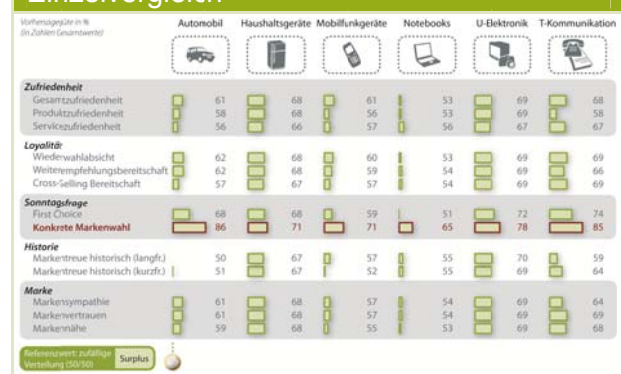 Einzelvergleich
Vorhersagegüte in %
(in Zahlen Gesamtwerte)
Automobil Haushaltsgeräte Mobilfunkgeräte Notebooks U-Elektronik T-Kommunikation
Zufriedenheit
Gesamtzufriedenheit 61 68 61 53 69 68
Produktzufriedenheit 58 68 56 53 69 58
Servicezufriedenheit 56 66 57 56 67 67
Loyalität
Wiederwahlabsicht 62 68 60 53 69 69
Weiterempfehlungsbereitschaft 62 68 59 54 69 66
Cross-Selling Bereitschaft 57 67 57 54 69 69
Sonntagsfrage
First Choice 68 68 59 51 72 74
Konkrete Markenwahl 86 71 71 65 78 85
Historie
Markentreue historisch (langfr.) 50 67 57 55 70 59
Markentreue historisch (kurzfr.) 51 67 52 55 69 64
Marke
Markensympathie 61 68 57 54 69 64
Markenvertrauen 61 68 57 54 69 69
Markennähe 59 68 55 53 69 68
Referenzwert: zufällige
Verteilung (50/50) Surplus